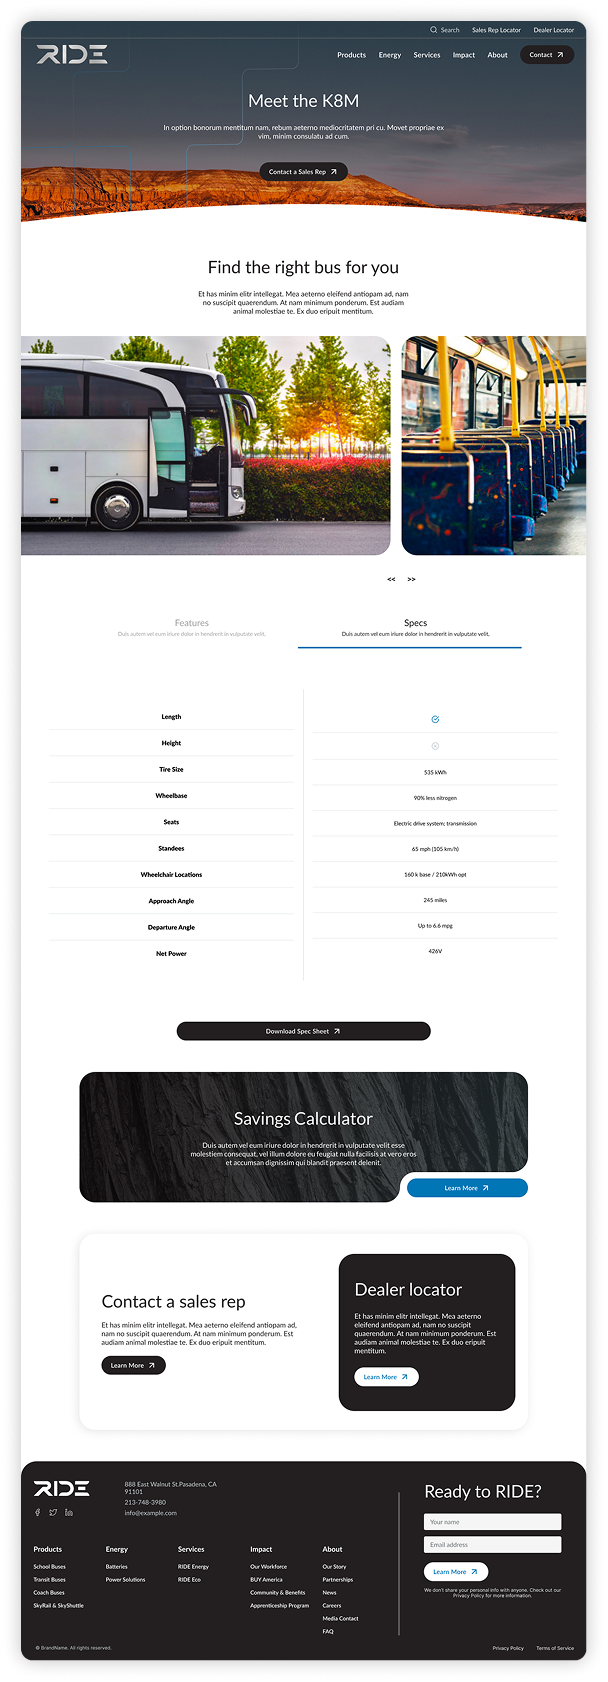 Search Sales Rep Locator Dealer Locator
RIDE
Products Energy Services Impact About Contact
Meet the K8M
In option bonorum mentitum nam, rebum aeterno mediocritatem pri cu. Movet propriae ex
vim, minim consulatu ad cum.
Contact a Sales Rep
Find the right bus for you
Et has minim elitr intellegat. Mea aeterno eleifend antiopam ad, nam
no suscipit quaerendum. At nam minimum ponderum. Est audiam
animal molestiae te. Ex duo eripuit mentitum.
<< >>
Features
Duis autem vel eum iriure dolor in hendrerit in vulputate velit,
Specs
Duis autem vel eum iriure dolor in hendrerit in vulputate velit,
Length
Height
Tire Size
Wheelbase
Seats
Standees
Wheelchair Locations
Approach Angle
Departure Angle
Net Power
535 kWh
90% less nitrogen
Electric drive system; transmission
65 mph (105 km/h)
160 k base / 210kWh opt
245 miles
Up to 6.6 mpg
426V
Download Spec Sheet
Savings Calculator
Duis autem vel eum iriure dolor in hendrerit in vulputate velit esse
molestiem consequat, vel illum dolore eu feugiat nulla facilisis at vero eros
et accumsan dignissim qui blandit praesent delenit.
Learn More
Contact a sales rep
Et has minim elitr intellegat. Mea aeterno eleifend antiopam ad,
nam no suscipit quaerendum. At nam minimum ponderum. Est
audiam animal molestiae te. Ex duo eripuit mentitum.
Learn More
Dealer locator
Et has minim elitr intellegat. Mea aeterno
eleifend antiopam ad, nam no suscipit
quaerendum. At nam minimum ponderum.
Est audiam animal molestiae te. Ex duo eripuit
mentitum.
Learn More
RIDE
888 East Walnut St.Pasadena, CA
91101
213-748-3980
info@example.com
Products
School Buses
Transit Buses
Coach Buses
SkyRail & SkyShuttle
Energy
Batteries
Power Solutions
Services
RIDE Energy
RIDE Eco
Impact
Our Workforce
BUY America
Community & Benefits
Apprenticeship Program
About
Our Story
Partnerships
News
Careers
Media Contact
FAQ
Ready to RIDE?
Your name
Email address
Learn More
We don't share your personal info with anyone. Check out our
Privacy Policy for more information.
© BrandName. All rights reserved.
Privacy Policy Terms of Service